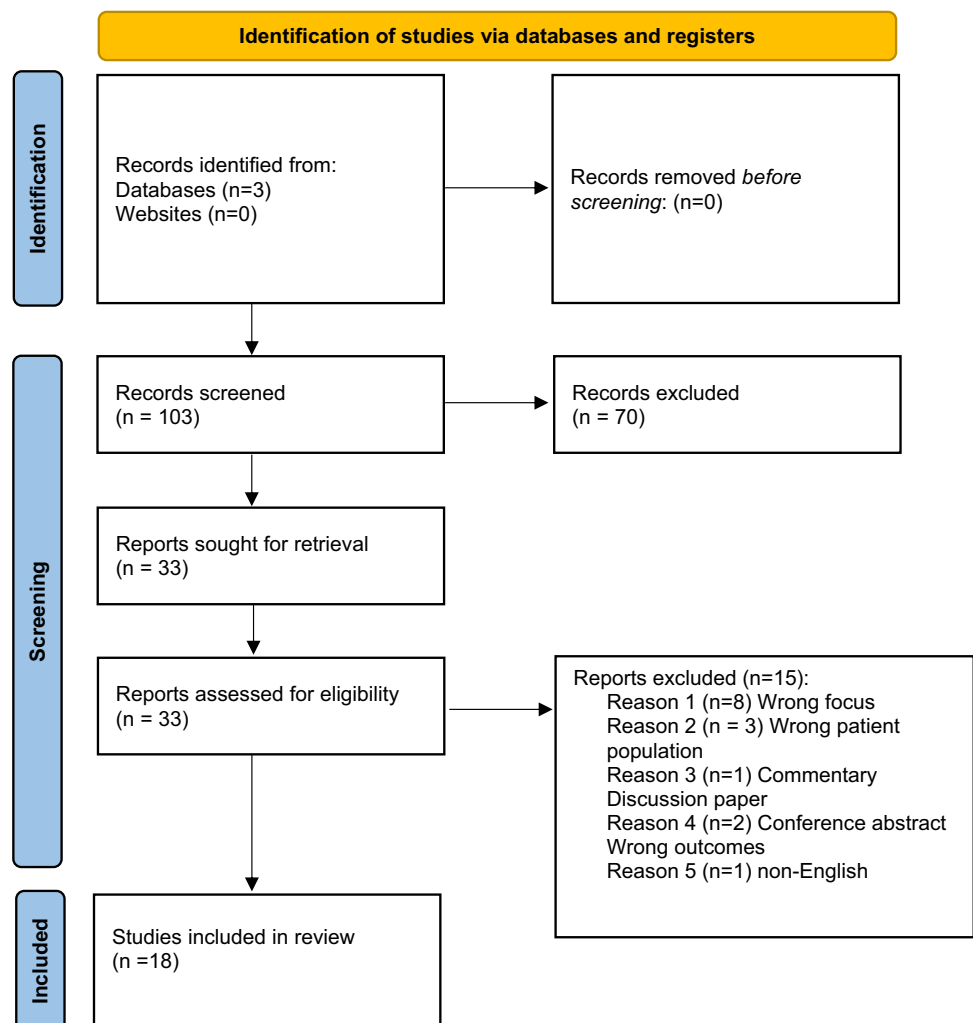 Identification of studies via databases and registers
Identification
Records identified from:
Databases (n=3)
Websites (n=0)
Records removed before
screening: (n=0)
Screening
Records screened
(n = 103)
Records excluded
(n = 70)
Reports sought for retrieval
(n = 33)
Reports assessed for eligibility
(n = 33)
Reports excluded (n=15):
Reason 1 (n=8) Wrong focus
Reason 2 (n = 3) Wrong patient
population
Reason 3 (n=1) Commentary
Discussion paper
Reason 4 (n=2) Conference abstract
Wrong outcomes
Reason 5 (n=1) non-English
Included
Studies included in review
(n =18)